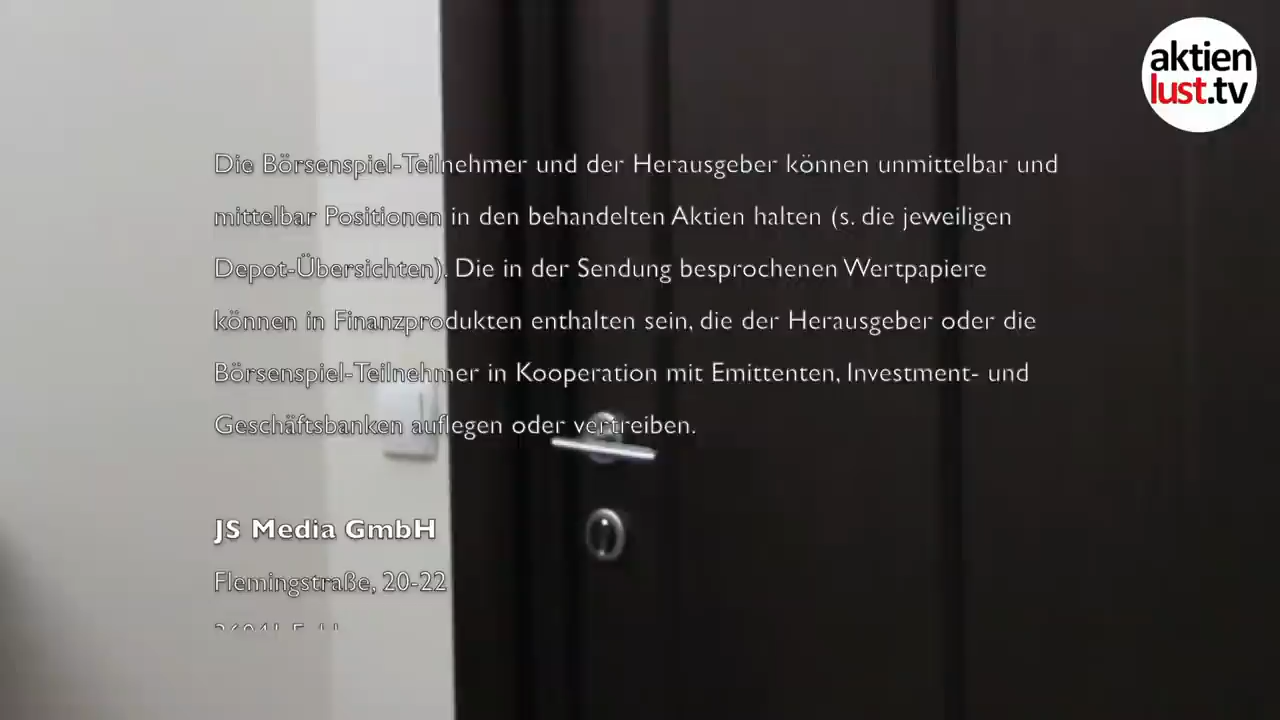 aktien
lust.tv
Die Börsenspiel-Teilnehmer und der Herausgeber können unmittelbar und
mittelbar Positionen in den behandelten Aktien halten (s. die jeweiligen
Depot-Übersichten). Die in der Sendung besprochenen Wertpapiere
können in Finanzprodukten enthalten sein, die der Herausgeber oder die
Börsenspiel-Teilnehmer in Kooperation mit Emittenten, Investment- und
Geschäftsbanken auflegen oder vertreiben.
JS Media GmbH
Flemingstraße, 20-22